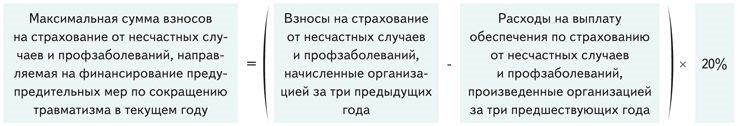 Максимальная сумма взносов
на страхование от несчастных слу-
чаев и профзаболеваний, направ-
ляемая на финансирование преду-
предительных мер по сокращению
травматизма в текущем году
=
(
Взносы на страхование
от несчастных случаев
и профзаболеваний,
начисленные организа-
цией за три предыдущих
года
-
Расходы на выплату
обеспечения по страхованию
от несчастных случаев
и профзаболеваний,
произведенные организацией
за три предшествующих года
)
×
20%